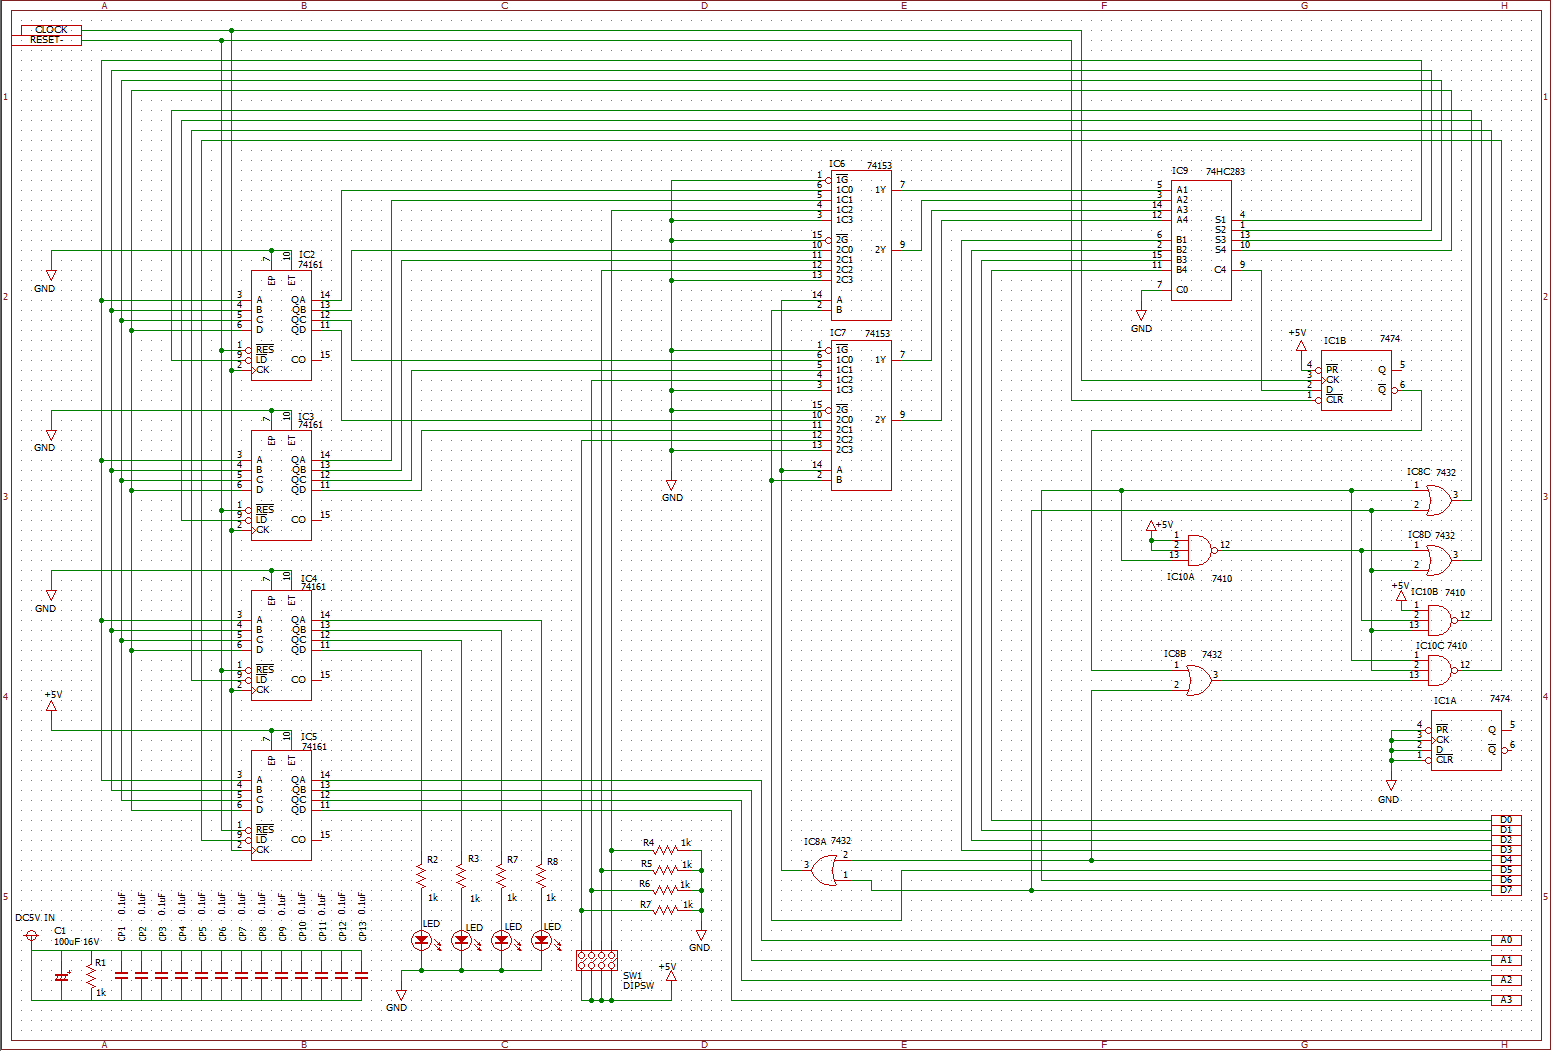 A B C D E F G H
CLOCK
RESET-
1 1
IC6 74153
1 1G
6 1C0 1Y 7
5 1C1
4 1C2
3 1C3
15 2G
10 2C0 2Y 9
11 2C1
12 2C2
13 2C3
14 A
2 B
IC9 74HC283
5 A1
3 A2
14 A3
12 A4
S1 4
S2 1
S3 13
S4 10
6 B1
2 B2
15 B3
11 B4
C4 9
7 C0
GND
IC2
74161
7 EP 10 ET
GND
3 A QA 14
4 B QB 13
5 C QC 12
6 D QD 11
1 RES
9 LD CO 15
2 CK
2 2
IC7 74153
1 1G
6 1C0 1Y 7
5 1C1
4 1C2
3 1C3
15 2G
10 2C0 2Y 9
11 2C1
12 2C2
13 2C3
14 A
2 B
GND
+5V
IC1B 7474
4 PR Q 5
3 CK
2 D Q 6
1 CLR
IC3
74161
7 EP 10 ET
GND
3 A QA 14
4 B QB 13
5 C QC 12
6 D QD 11
1 RES
9 LD CO 15
2 CK
3 3
IC8C 7432
1
2
3
+5V
1
2
13
12
IC10A 7410
IC8D 7432
1
2
3
+5V IC10B 7410
1
2
13
12
IC10C 7410
1
2
13
12
IC8B 7432
1
2
3
IC4
74161
7 EP 10 ET
GND
3 A QA 14
4 B QB 13
5 C QC 12
6 D QD 11
1 RES
9 LD CO 15
2 CK
4 4
+5V
IC1A 7474
4 PR Q 5
3 CK
2 D Q 6
1 CLR
GND
IC5
74161
7 EP 10 ET
3 A QA 14
4 B QB 13
5 C QC 12
6 D QD 11
1 RES
9 LD CO 15
2 CK
D0
D1
D2
D3
D4
D5
D6
D7
IC8A 7432
3
2
1
R2 R3 R7 R8
1k 1k 1k 1k
R4 1k
R5 1k
R6 1k
R7 1k
GND
5 5
LED LED LED LED
GND
SW1
DIPSW
+5V
DC5V IN
C1
100uF 16V
+
R1
1k
CP1 0.1uF
CP2 0.1uF
CP3 0.1uF
CP4 0.1uF
CP5 0.1uF
CP6 0.1uF
CP7 0.1uF
CP8 0.1uF
CP9 0.1uF
CP10 0.1uF
CP11 0.1uF
CP12 0.1uF
CP13 0.1uF
A0
A1
A2
A3
A B C D E F G H